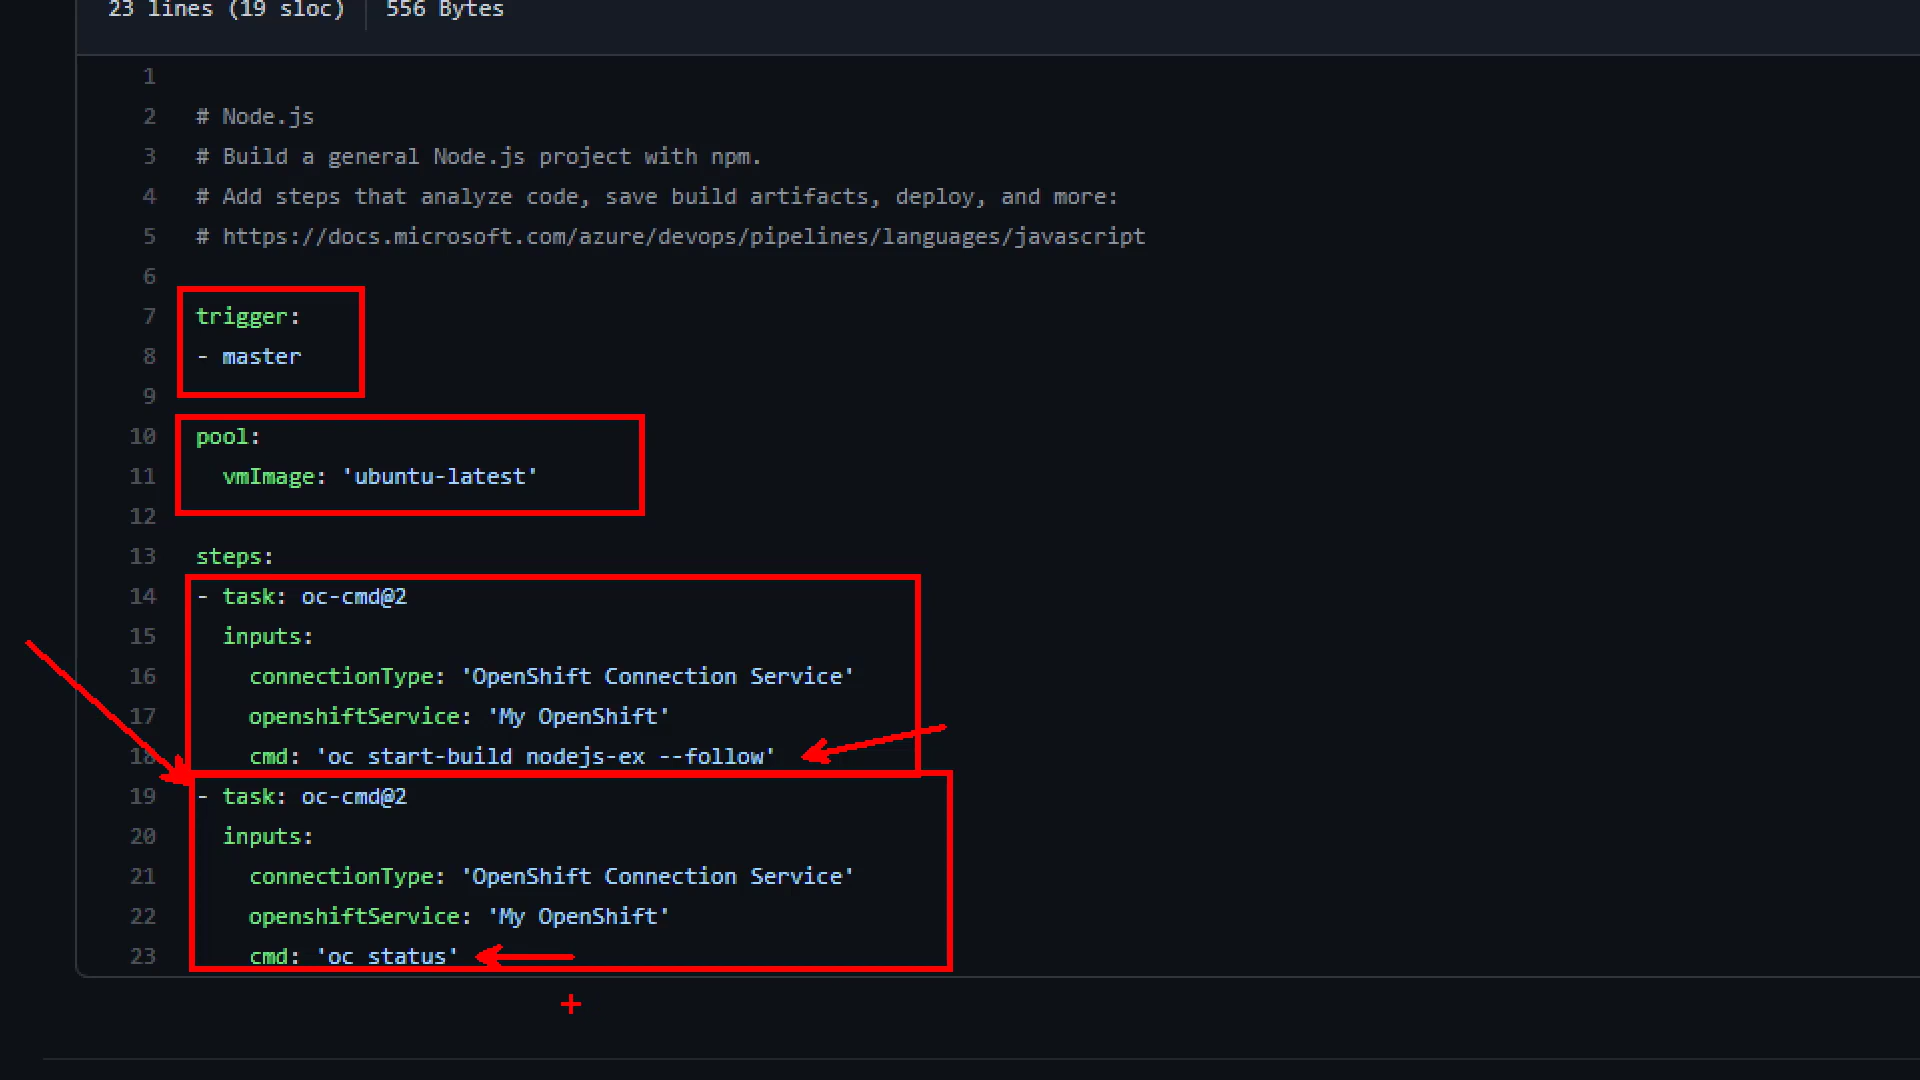 23 lines (19 sloc) 556 Bytes
1
2 # Node.js
3 # Build a general Node.js project with npm.
4 # Add steps that analyze code, save build artifacts, deploy, and more:
5 # https://docs.microsoft.com/azure/devops/pipelines/languages/javascript
6
7 trigger:
8 - master
9
10 pool:
11   vmImage: 'ubuntu-latest'
12
13 steps:
14 - task: oc-cmd@2
15   inputs:
16     connectionType: 'OpenShift Connection Service'
17     openshiftService: 'My OpenShift'
18     cmd: 'oc start-build nodejs-ex --follow'
19 - task: oc-cmd@2
20   inputs:
21     connectionType: 'OpenShift Connection Service'
22     openshiftService: 'My OpenShift'
23     cmd: 'oc status'